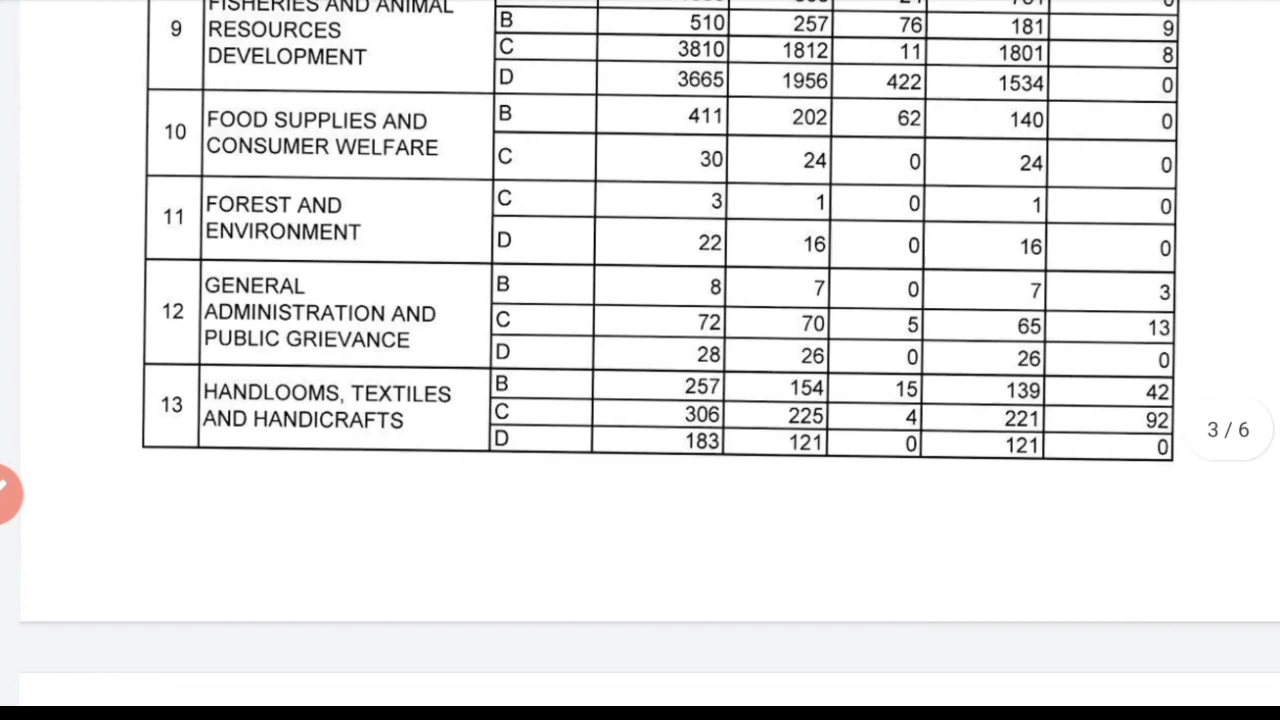 FISHERIES AND ANIMAL
9 RESOURCES B 510 257 76 181 9
DEVELOPMENT C 3810 1812 11 1801 8
D 3665 1956 422 1534 0
10 FOOD SUPPLIES AND B 411 202 62 140 0
CONSUMER WELFARE C 30 24 0 24 0
11 FOREST AND C 3 1 0 1 0
ENVIRONMENT D 22 16 0 16 0
GENERAL B 8 7 0 7 3
12 ADMINISTRATION AND C 72 70 5 65 13
PUBLIC GRIEVANCE D 28 26 0 26 0
13 HANDLOOMS, TEXTILES B 257 154 15 139 42
AND HANDICRAFTS C 306 225 4 221 92
D 183 121 0 121 0
3 / 6